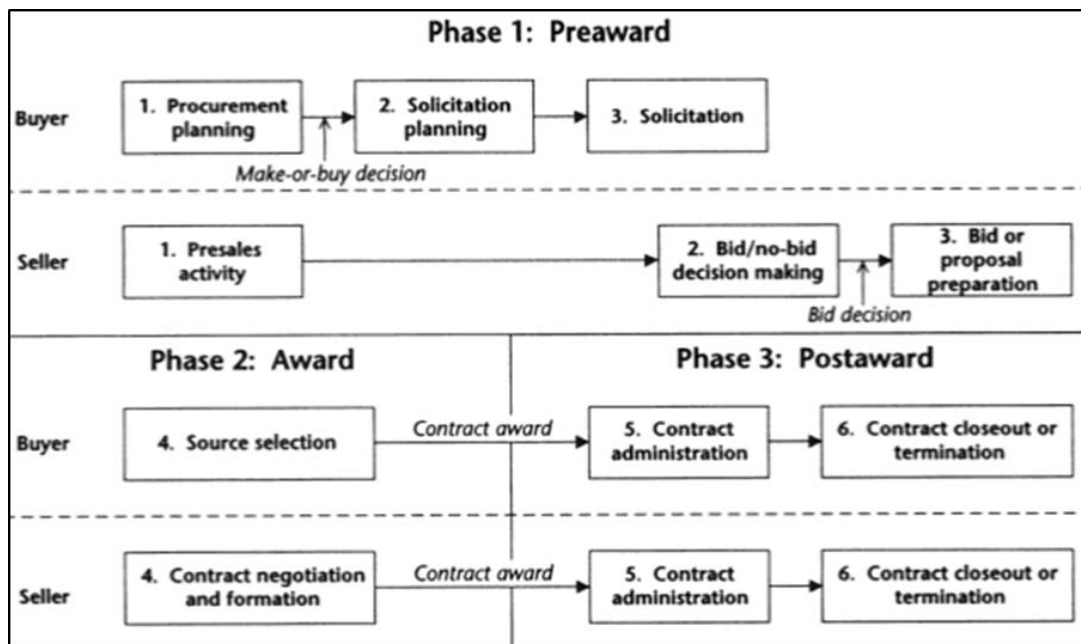 Phase 1: Preaward
Buyer
1. Procurement
planning
2. Solicitation
planning
3. Solicitation
Make-or-buy decision
Seller
1. Presales
activity
2. Bid/no-bid
decision making
3. Bid or
proposal
preparation
Bid decision
Phase 2: Award
Phase 3: Postaward
Buyer
4. Source selection
Contract award
5. Contract
administration
6. Contract closeout or
termination
Seller
4. Contract negotiation
and formation
Contract award
5. Contract
administration
6. Contract closeout or
termination